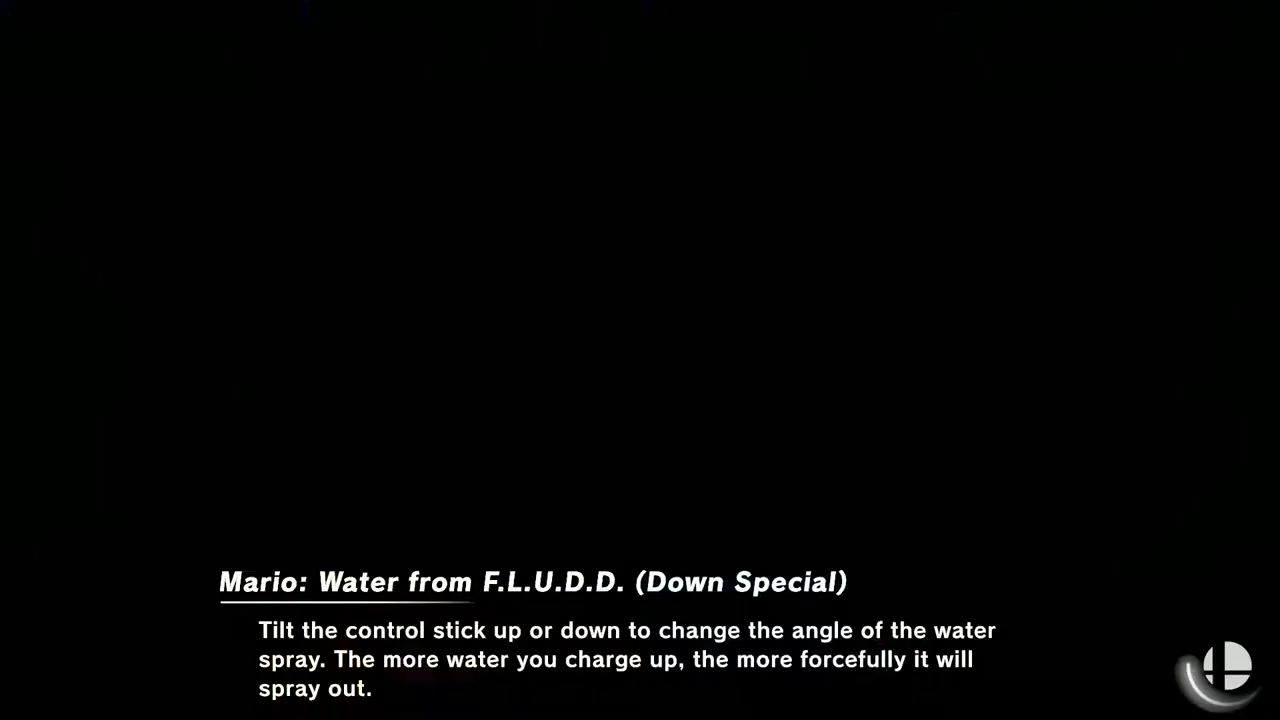 Mario: Water from F.L.U.D.D. (Down Special)
Tilt the control stick up or down to change the angle of the water
spray. The more water you charge up, the more forcefully it will
spray out.